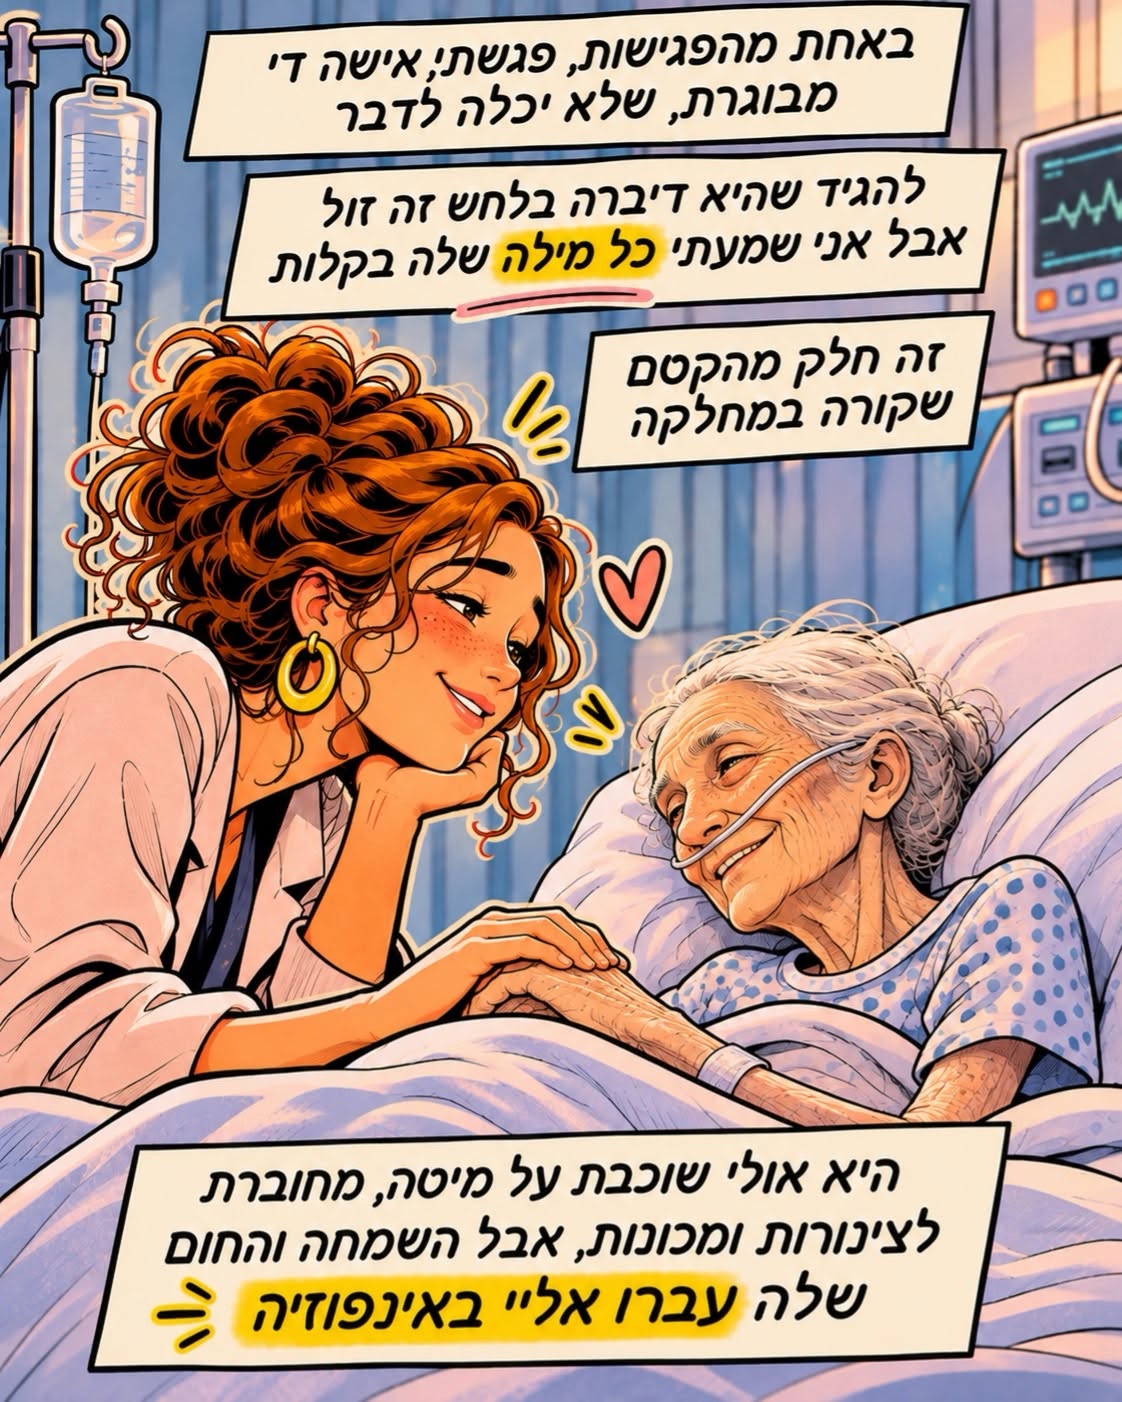 באחת מהפגישות, פגשתי, אישה די
מבוגרת, שלא יכלה לדבר
להגיד שהיא דיברה בלחש זה זול
אבל אני שמעתי כל מילה שלה בקלות
זה חלק מהקסם
שקורה במחלקה
היא אולי שוכבת על מיטה, מחוברת
לצינורות ומכונות, אבל השמחה והחום
שלה עברו אליי באינפוזיה